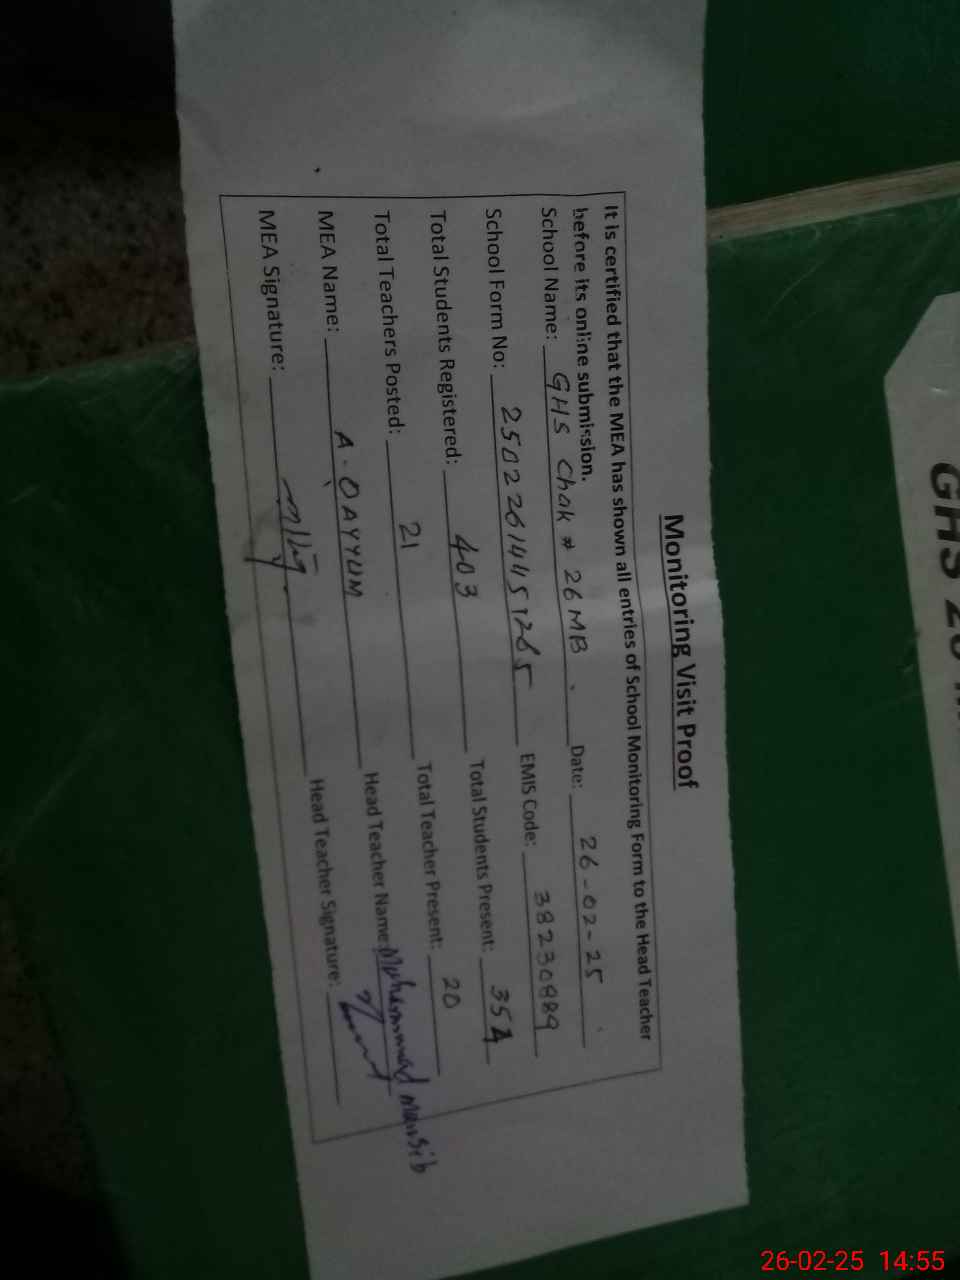 Monitoring Visit Proof
It is certified that the MEA has shown all entries of School Monitoring Form to the Head Teacher
before its online submission.
School Name: GHS Chak # 26 MB. Date: 26-02-25
School Form No: EMIS Code: 38230889
Total Students Registered: 403 Total Students Present: 354
Total Teachers Posted: 21 Total Teacher Present: 20
MEA Name: A. QAYYUM Head Teacher Name: Muhammad
MEA Signature: Head Teacher Signature:
GHS
26-02-25 14:55